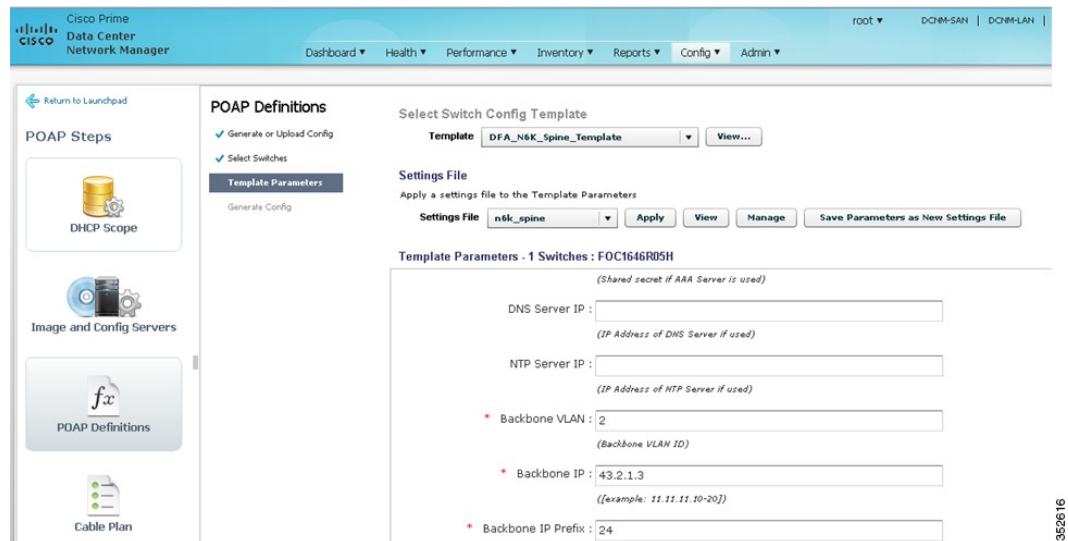 Cisco Prime
Data Center
Network Manager
CISCO
root ▼ DCNM-SAN | DCNM-LAN |
Dashboard ▼ Health ▼ Performance ▼ Inventory ▼ Reports ▼ Config ▼ Admin ▼
Return to Launchpad
POAP Steps
DHCP Scope
Image and Config Servers
fx
POAP Definitions
Cable Plan
POAP Definitions
✓ Generate or Upload Config
✓ Select Switches
Template Parameters
Generate Config
Select Switch Config Template
Template DFA_N6K_Spine_Template ▼ View...
Settings File
Apply a settings file to the Template Parameters
Settings File n6k_spine ▼ Apply View Manage Save Parameters as New Settings File
Template Parameters - 1 Switches : FOC1646R05H
(Shared secret if AAA Server is used)
DNS Server IP :
(IP Address of DNS Server if used)
NTP Server IP :
(IP Address of NTP Server if used)
* Backbone VLAN : 2
(Backbone VLAN ID)
* Backbone IP : 43.2.1.3
([example: 11.11.11.10-20])
* Backbone IP Prefix : 24
352616